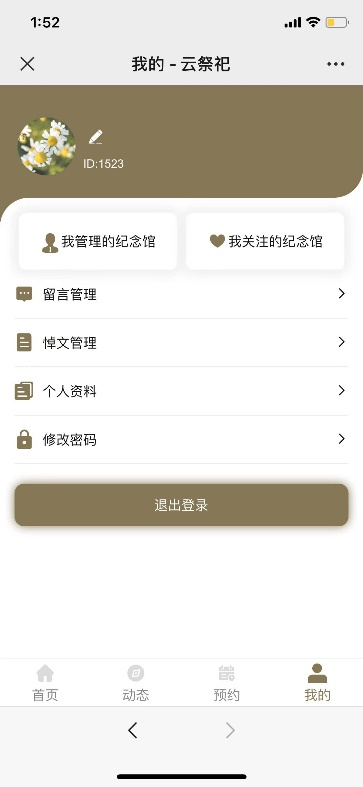 1:52
我的 - 云祭祀
ID:1523
我管理的纪念馆
我关注的纪念馆
留言管理
悼文管理
个人资料
修改密码
退出登录
首页
动态
预约
我的